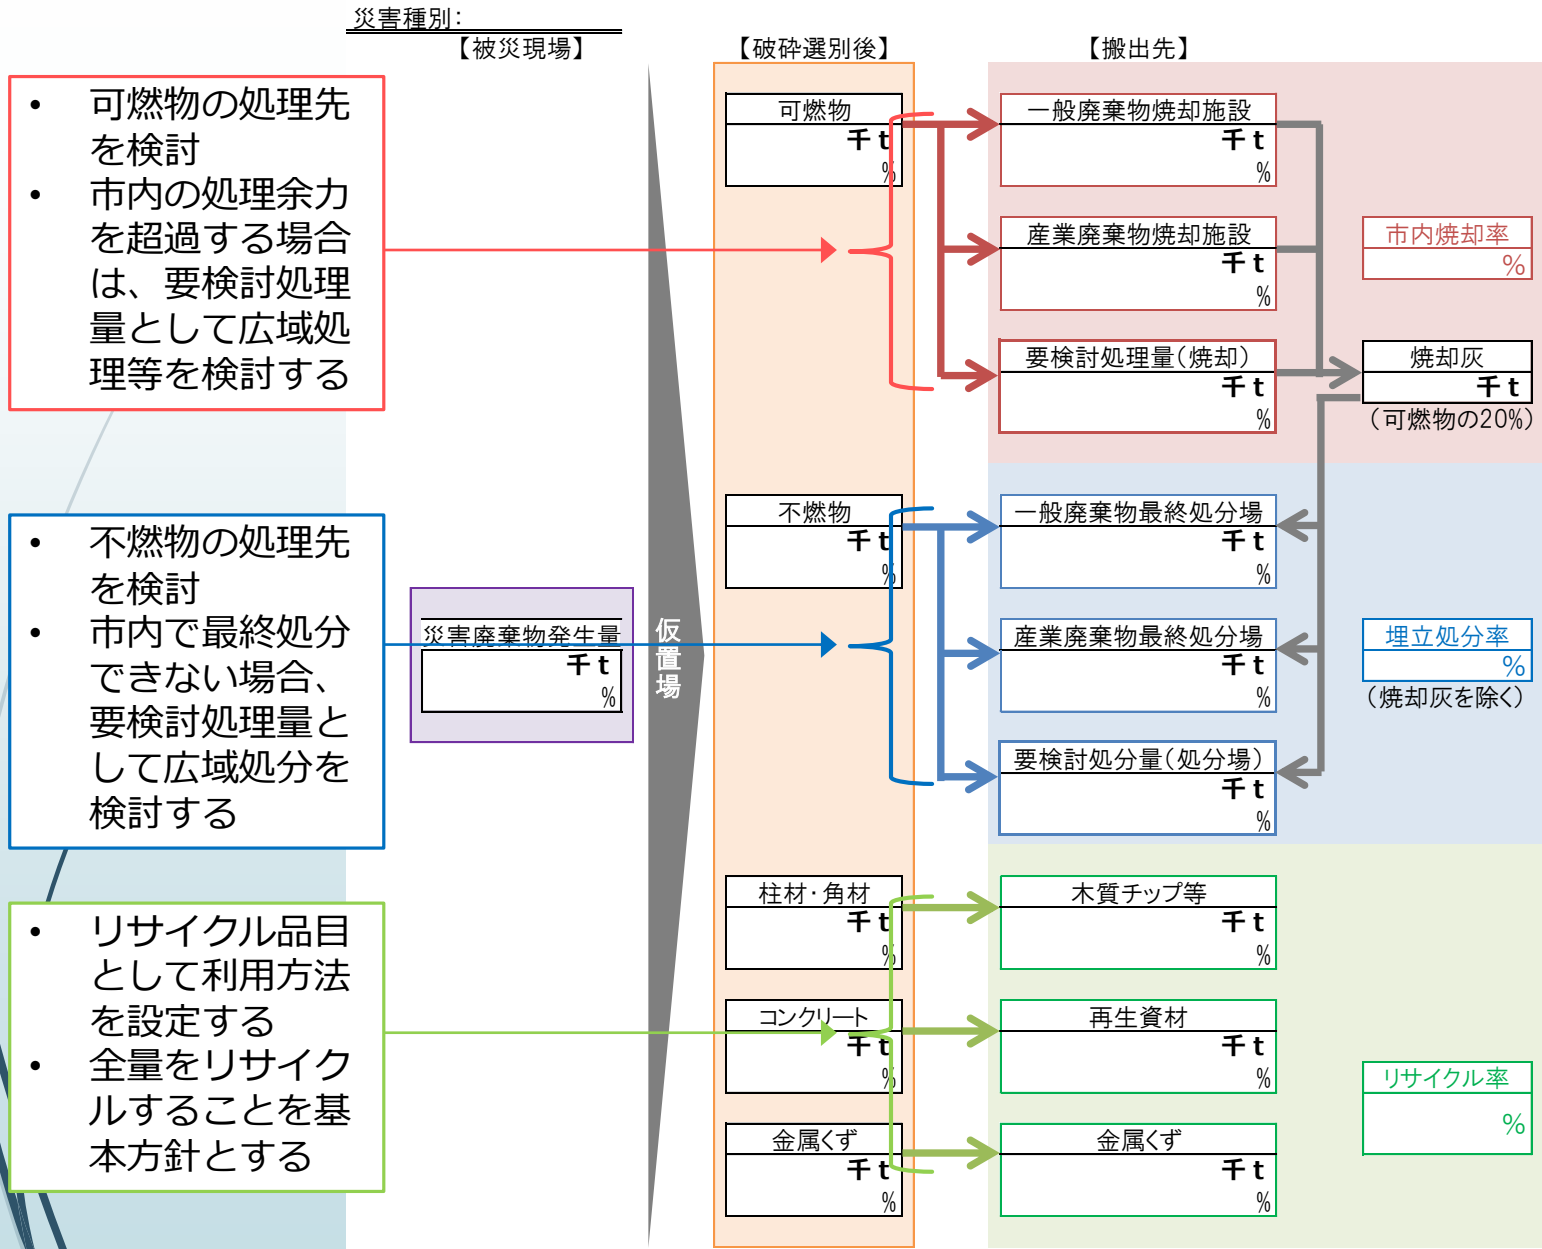 災害種別：
【被災現場】
【破砕選別後】
【搬出先】
• 可燃物の処理先
を検討
• 市内の処理余力
を超過する場合
は、要検討処理
量として広域処
理等を検討する
• 不燃物の処理先
を検討
• 市内で最終処分
できない場合、
要検討処理量と
して広域処分を
検討する
• リサイクル品目
として利用方法
を設定する
• 全量をリサイク
ルすることを基
本方針とする
災害廃棄物発生量
千ｔ
%
仮置場
可燃物
千ｔ
%
不燃物
千ｔ
%
柱材・角材
千ｔ
%
コンクリート
千ｔ
%
金属くず
千ｔ
%
一般廃棄物焼却施設
千ｔ
%
産業廃棄物焼却施設
千ｔ
%
要検討処理量（焼却）
千ｔ
%
一般廃棄物最終処分場
千ｔ
%
産業廃棄物最終処分場
千ｔ
%
要検討処分量（処分場）
千ｔ
%
木質チップ等
千ｔ
%
再生資材
千ｔ
%
金属くず
千ｔ
%
市内焼却率
%
焼却灰
千ｔ
（可燃物の20%）
埋立処分率
%
（焼却灰を除く）
リサイクル率
%